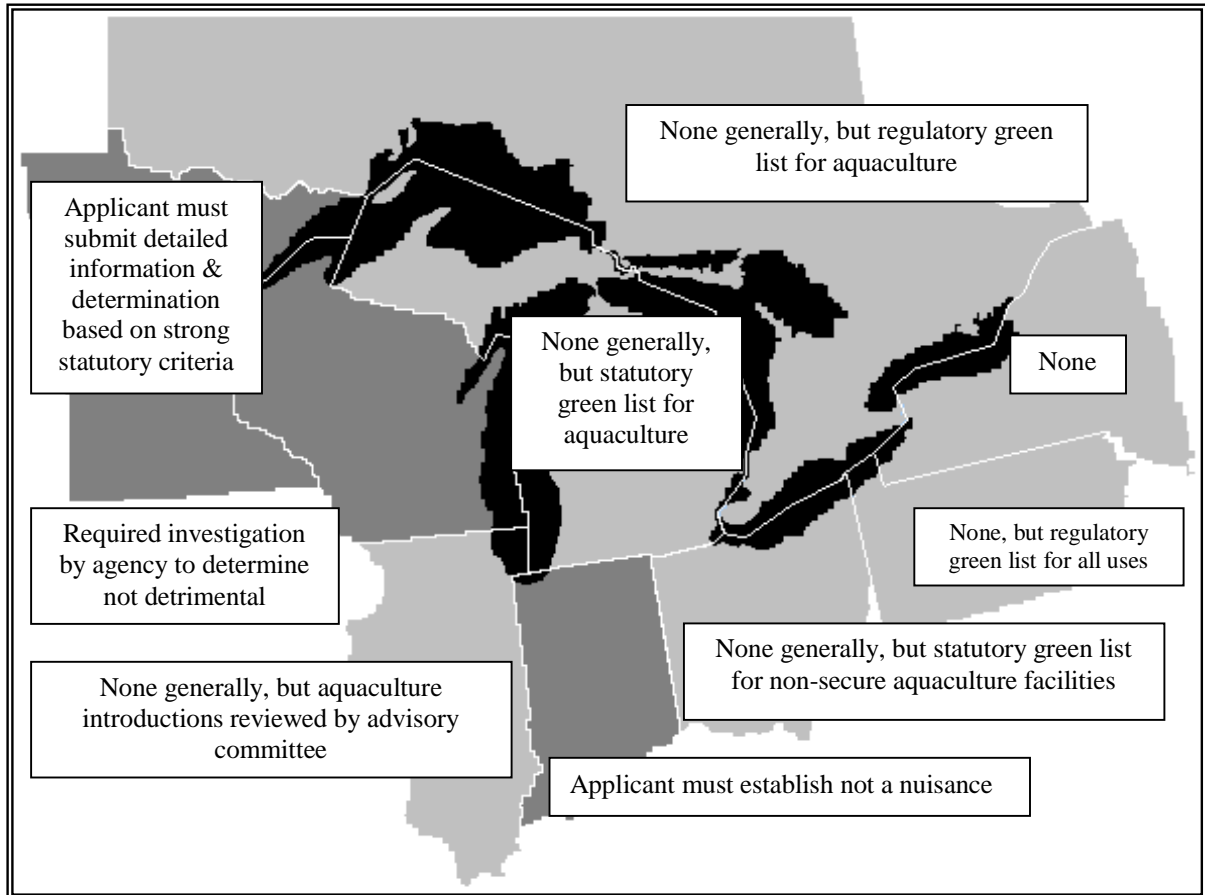 None generally, but regulatory green
list for aquaculture
Applicant must
submit detailed
information &
determination
based on strong
statutory criteria
None generally,
but statutory
green list for
aquaculture
None
Required investigation
by agency to determine
not detrimental
None, but regulatory
green list for all uses
None generally, but statutory green list
for non-secure aquaculture facilities
None generally, but aquaculture
introductions reviewed by advisory
committee
Applicant must establish not a nuisance